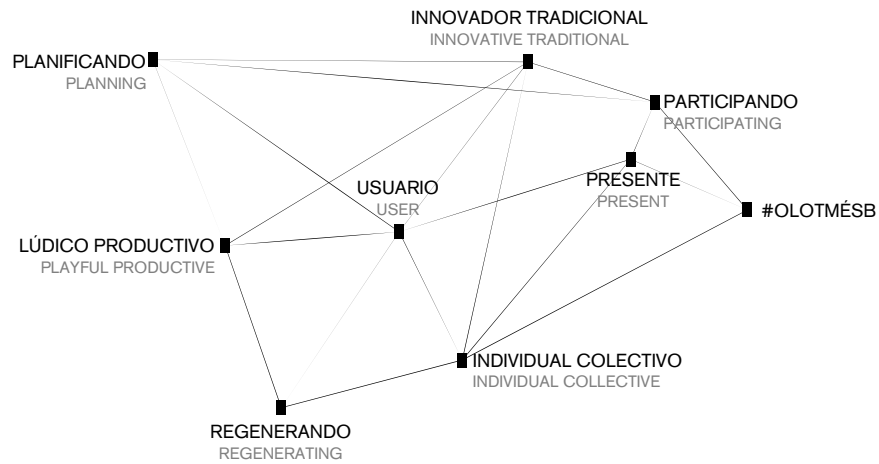 INNOVADOR TRADICIONAL
INNOVATIVE TRADITIONAL
PLANIFICANDO
PLANNING
PARTICIPANDO
PARTICIPATING
PRESENTE
PRESENT
USUARIO
USER
#OLOTMÉSB
LÚDICO PRODUCTIVO
PLAYFUL PRODUCTIVE
INDIVIDUAL COLECTIVO
INDIVIDUAL COLLECTIVE
REGENERANDO
REGENERATING